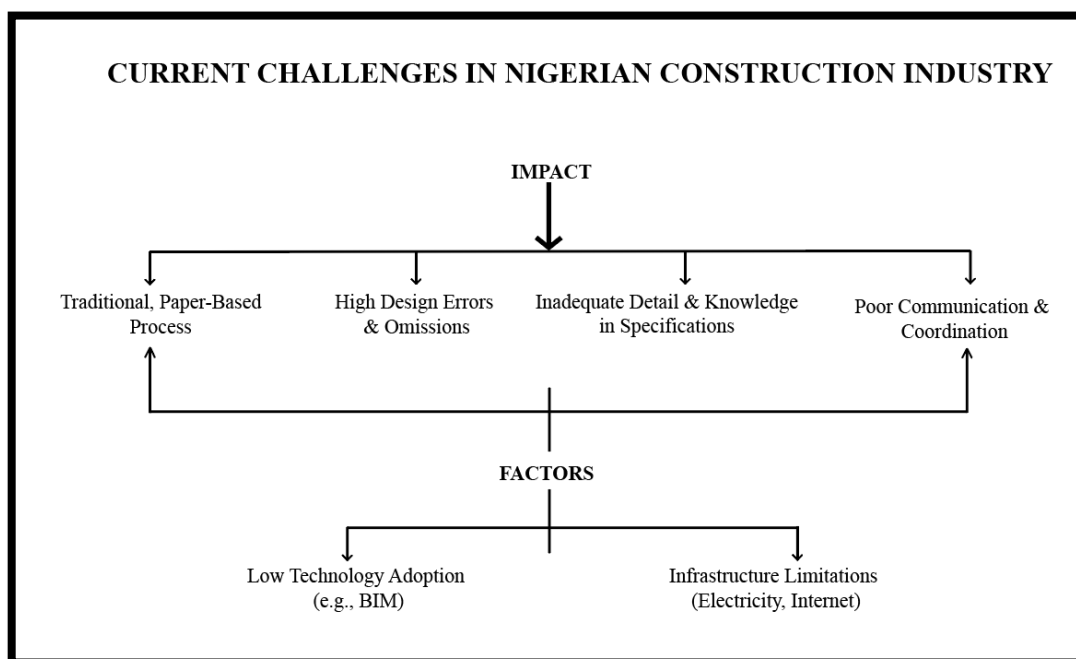 CURRENT CHALLENGES IN NIGERIAN CONSTRUCTION INDUSTRY
IMPACT
Traditional, Paper-Based
Process
High Design Errors
& Omissions
Inadequate Detail & Knowledge
in Specifications
Poor Communication &
Coordination
FACTORS
Low Technology Adoption
(e.g., BIM)
Infrastructure Limitations
(Electricity, Internet)